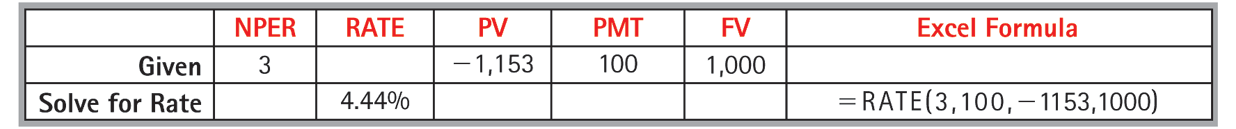 NPER RATE PV PMT FV Excel Formula
Given 3 −1,153 100 1,000
Solve for Rate 4.44% =RATE(3,100,−1153,1000)